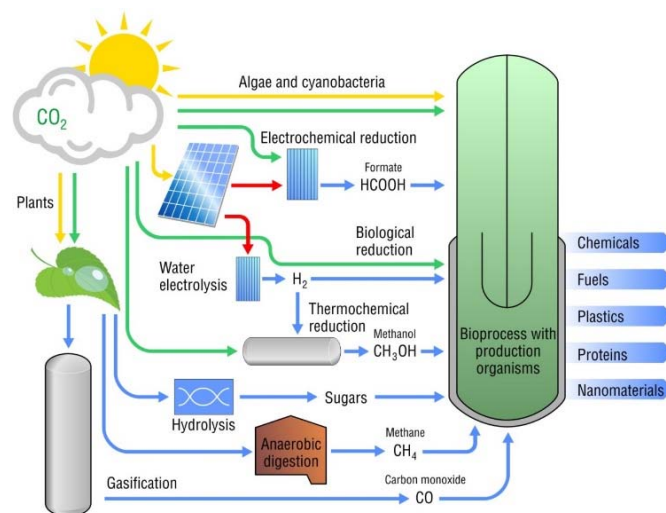 Algae and cyanobacteria
CO₂
Electrochemical reduction
Formate
HCOOH
Plants
Biological
reduction
Water
electrolysis
H₂
Thermochemical
reduction
Methanol
CH₃OH
Chemicals
Fuels
Plastics
Proteins
Nanomaterials
Bioprocess with
production
organisms
Hydrolysis
Sugars
Anaerobic
digestion
Methane
CH₄
Gasification
Carbon monoxide
CO